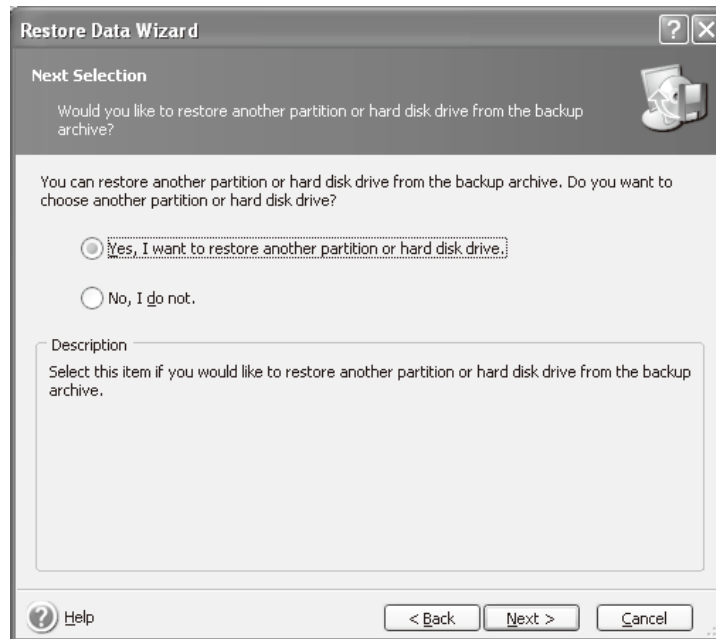 Restore Data Wizard
Next Selection
Would you like to restore another partition or hard disk drive from the backup
archive?
You can restore another partition or hard disk drive from the backup archive. Do you want to
choose another partition or hard disk drive?
Yes, I want to restore another partition or hard disk drive.
No, I do not.
Description
Select this item if you would like to restore another partition or hard disk drive from the backup
archive.
Help
< Back
Next >
Cancel